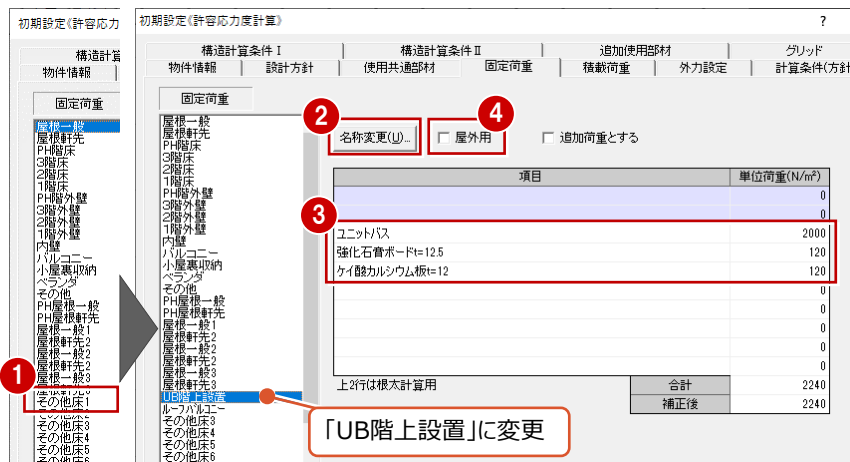 初期設定《許容応力
構造計算
物件情報
固定荷重
屋根一般
屋根軒先
PH階床
3階床
2階床
1階床
PH階外壁
3階外壁
2階外壁
1階外壁
内壁
バルコニー
小屋裏収納
ベランダ
その他
PH屋根一般
PH屋根軒先
屋根一般1
屋根軒先2
屋根一般2
屋根軒先2
屋根一般3
1
その他床1
その他床3
その他床4
その他床5
初期設定《許容応力度計算》
?
構造計算条件Ⅰ
構造計算条件Ⅱ
追加使用部材
グリッド
物件情報
設計方針
使用共通部材
固定荷重
積載荷重
外力設定
計算条件(方針
固定荷重
屋根一般
屋根軒先
PH階床
3階床
2階床
1階床
PH階外壁
3階外壁
2階外壁
1階外壁
内壁
バルコニー
小屋裏収納
ベランダ
その他
PH屋根一般
PH屋根軒先
屋根一般1
屋根軒先2
屋根一般2
屋根軒先2
屋根一般3
屋根軒先3
UB階上設置
ルーフバルコニー
その他床3
その他床4
その他床5
その他床6
2
名称変更(U)...
4
屋外用
追加荷重とする
項目 単位荷重(N/m²)
0
0
3
ユニットバス 2000
強化石膏ボードt=12.5 120
ケイ酸カルシウム板t=12 120
0
0
0
0
0
上2行は根太計算用
合計 2240
補正後 2240
「UB階上設置」に変更